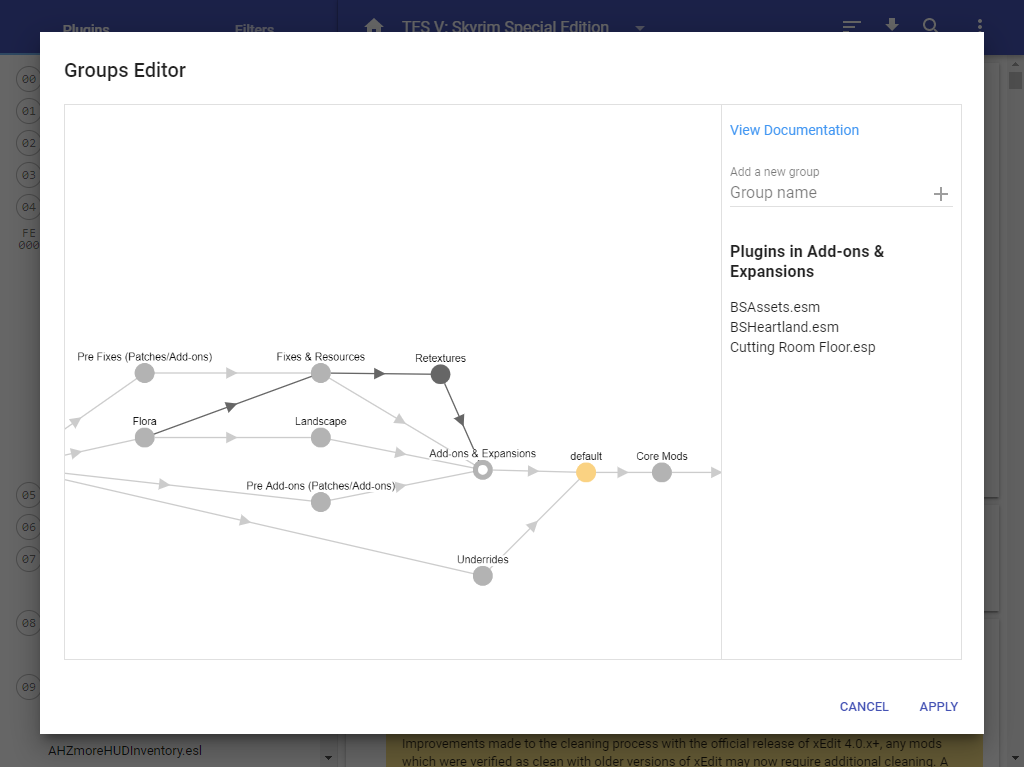 Plugins
Filters
TES V: Skyrim Special Edition
Groups Editor
00
01
02
03
04
FE
000
05
06
07
08
09
View Documentation
Add a new group
Group name
Plugins in Add-ons &
Expansions
BSAssets.esm
BSHeartland.esm
Cutting Room Floor.esp
Pre Fixes (Patches/Add-ons)
Fixes & Resources
Retextures
Flora
Landscape
Add-ons & Expansions
default
Core Mods
Pre Add-ons (Patches/Add-ons)
Underrides
CANCEL
APPLY
AHZmoreHUDInventory.esl
Improvements made to the cleaning process with the official release of xEdit 4.0.x+, any mods
which were verified as clean with older versions of xEdit may now require additional cleaning. A